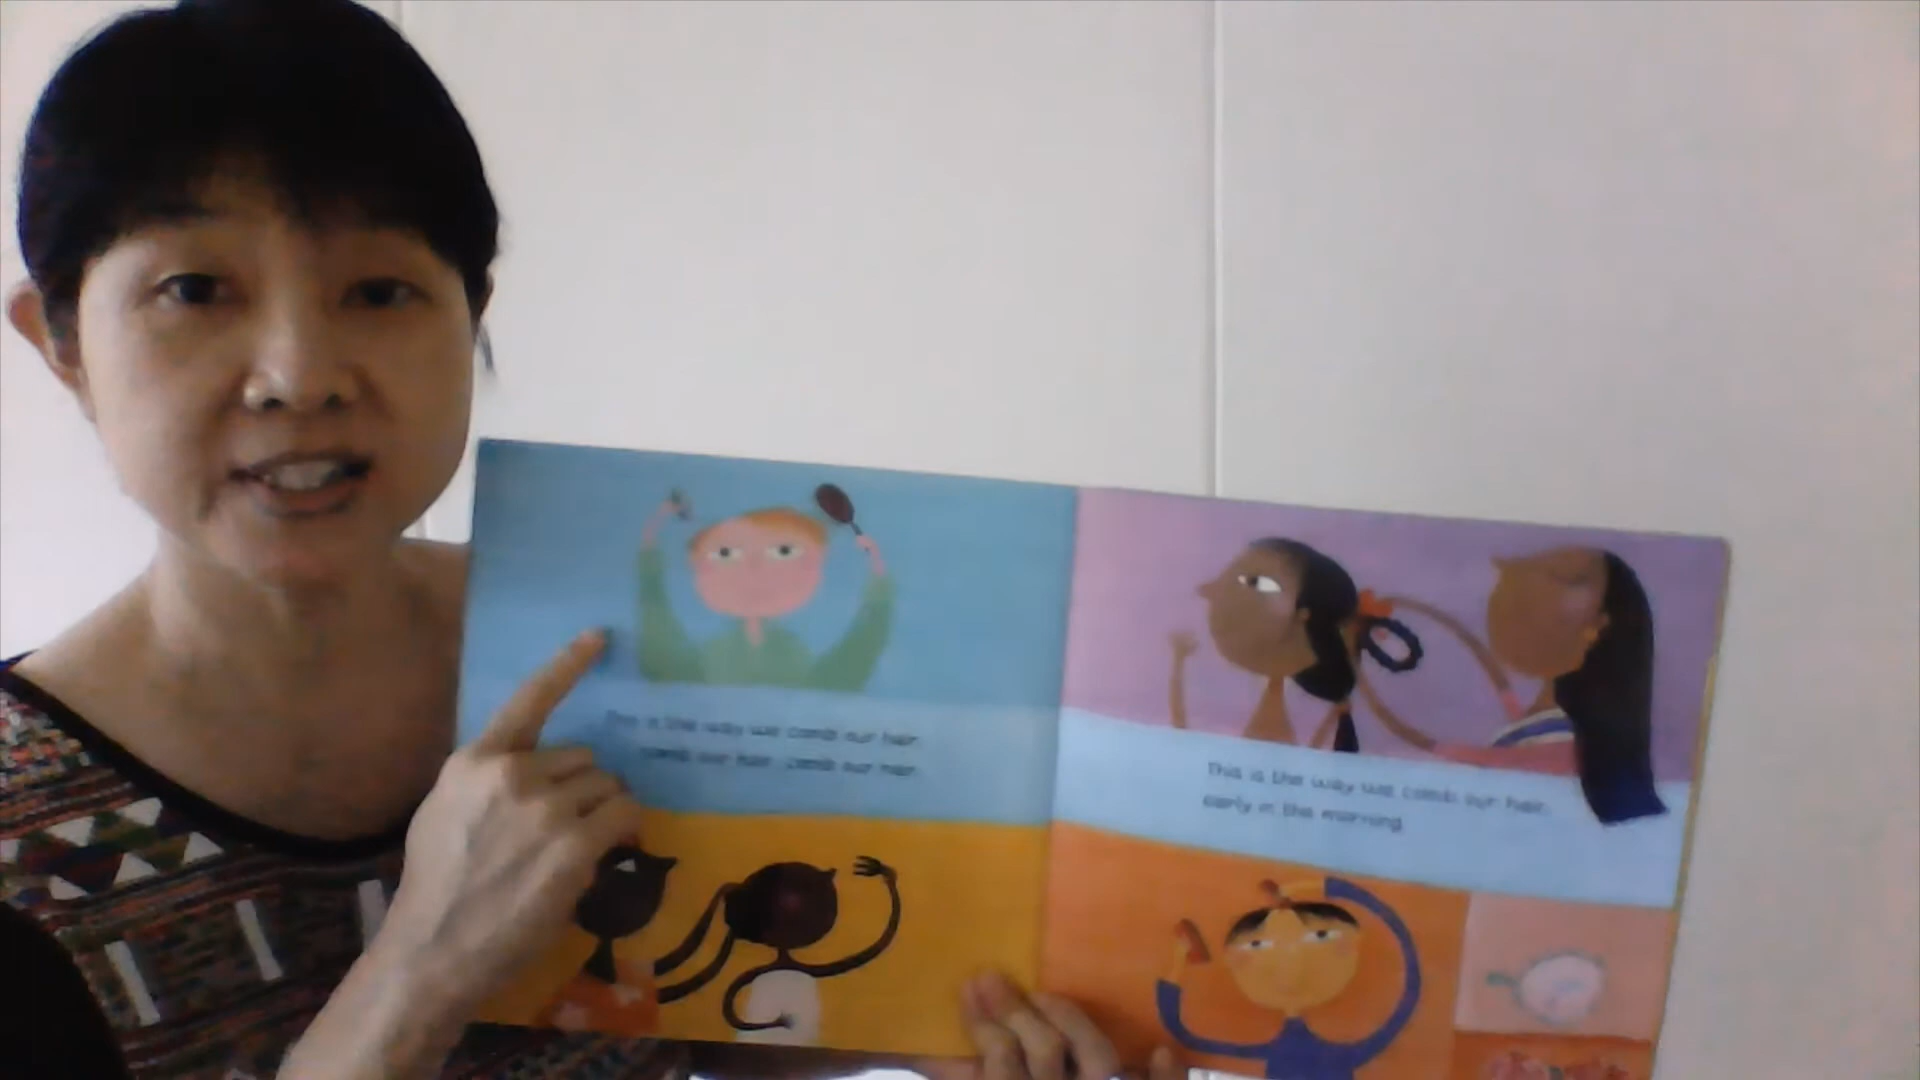 This is the way we comb our hair,
comb our hair, comb our hair.
This is the way we comb our hair,
early in the morning.